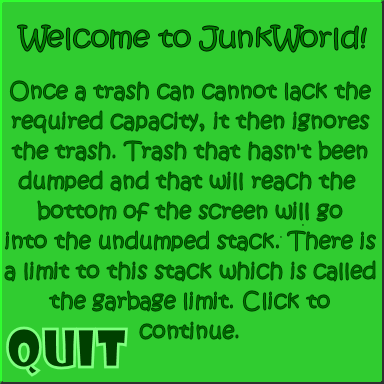 Welcome to JunkWorld!
Once a trash can cannot lack the
required capacity, it then ignores
the trash. Trash that hasn't been
dumped and that will reach the
bottom of the screen will go
into the undumped stack. There is
a limit to this stack which is called
the garbage limit. Click to
continue.
QUIT